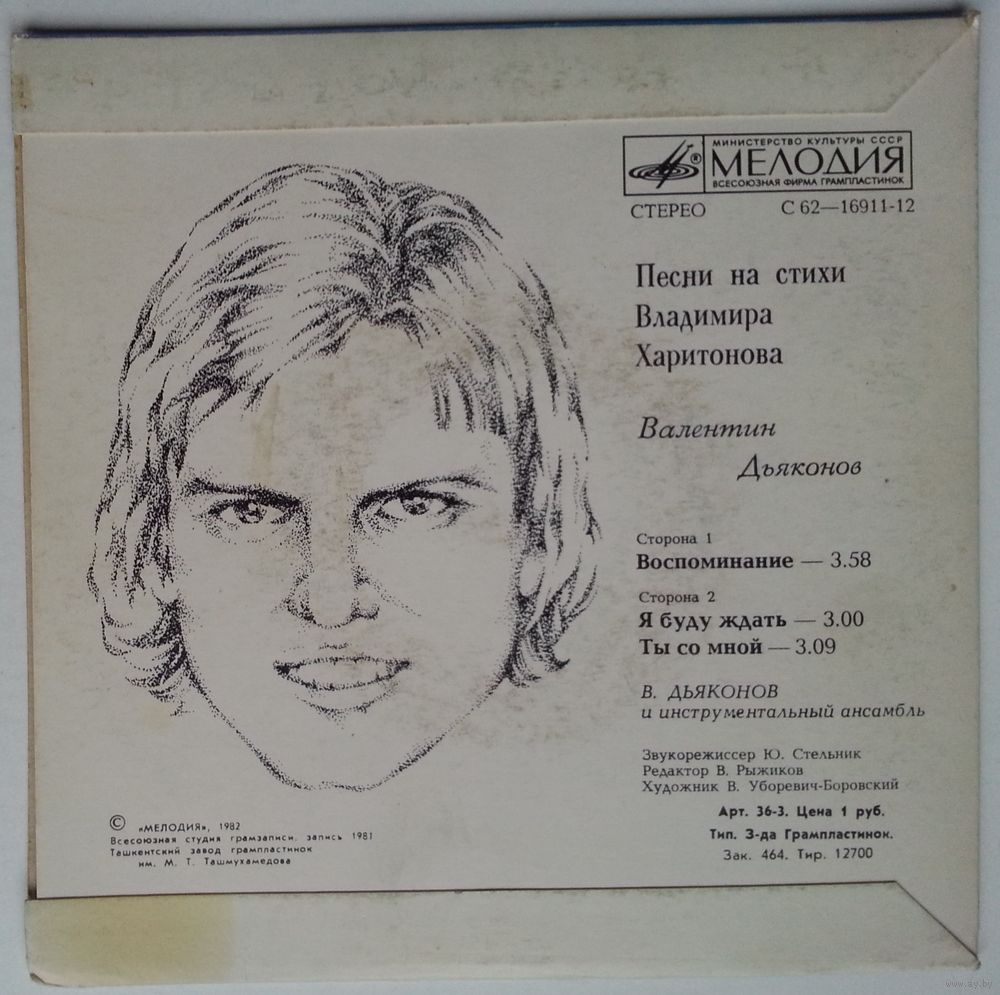 МИНИСТЕРСТВО КУЛЬТУРЫ СССР
МЕЛОДИЯ
ВСЕСОЮЗНАЯ ФИРМА ГРАМПЛАСТИНОК
СТЕРЕО С 62—16911-12
Песни на стихи
Владимира
Харитонова
Валентин
Дьяконов
Сторона 1
Воспоминание — 3.58
Сторона 2
Я буду ждать — 3.00
Ты со мной — 3.09
В. ДЬЯКОНОВ
и инструментальный ансамбль
Звукорежиссер Ю. Стельник
Редактор В. Рыжиков
Художник В. Уборевич-Боровский
Арт. 36-3. Цена 1 руб.
Тип. З-да Грампластинок.
Зак. 464. Тир. 12700
© «МЕЛОДИЯ», 1982
Всесоюзная студия грамзаписи, запись 1981
Ташкентский завод грампластинок
им. М. Т. Ташмухамедова
www.ay.by